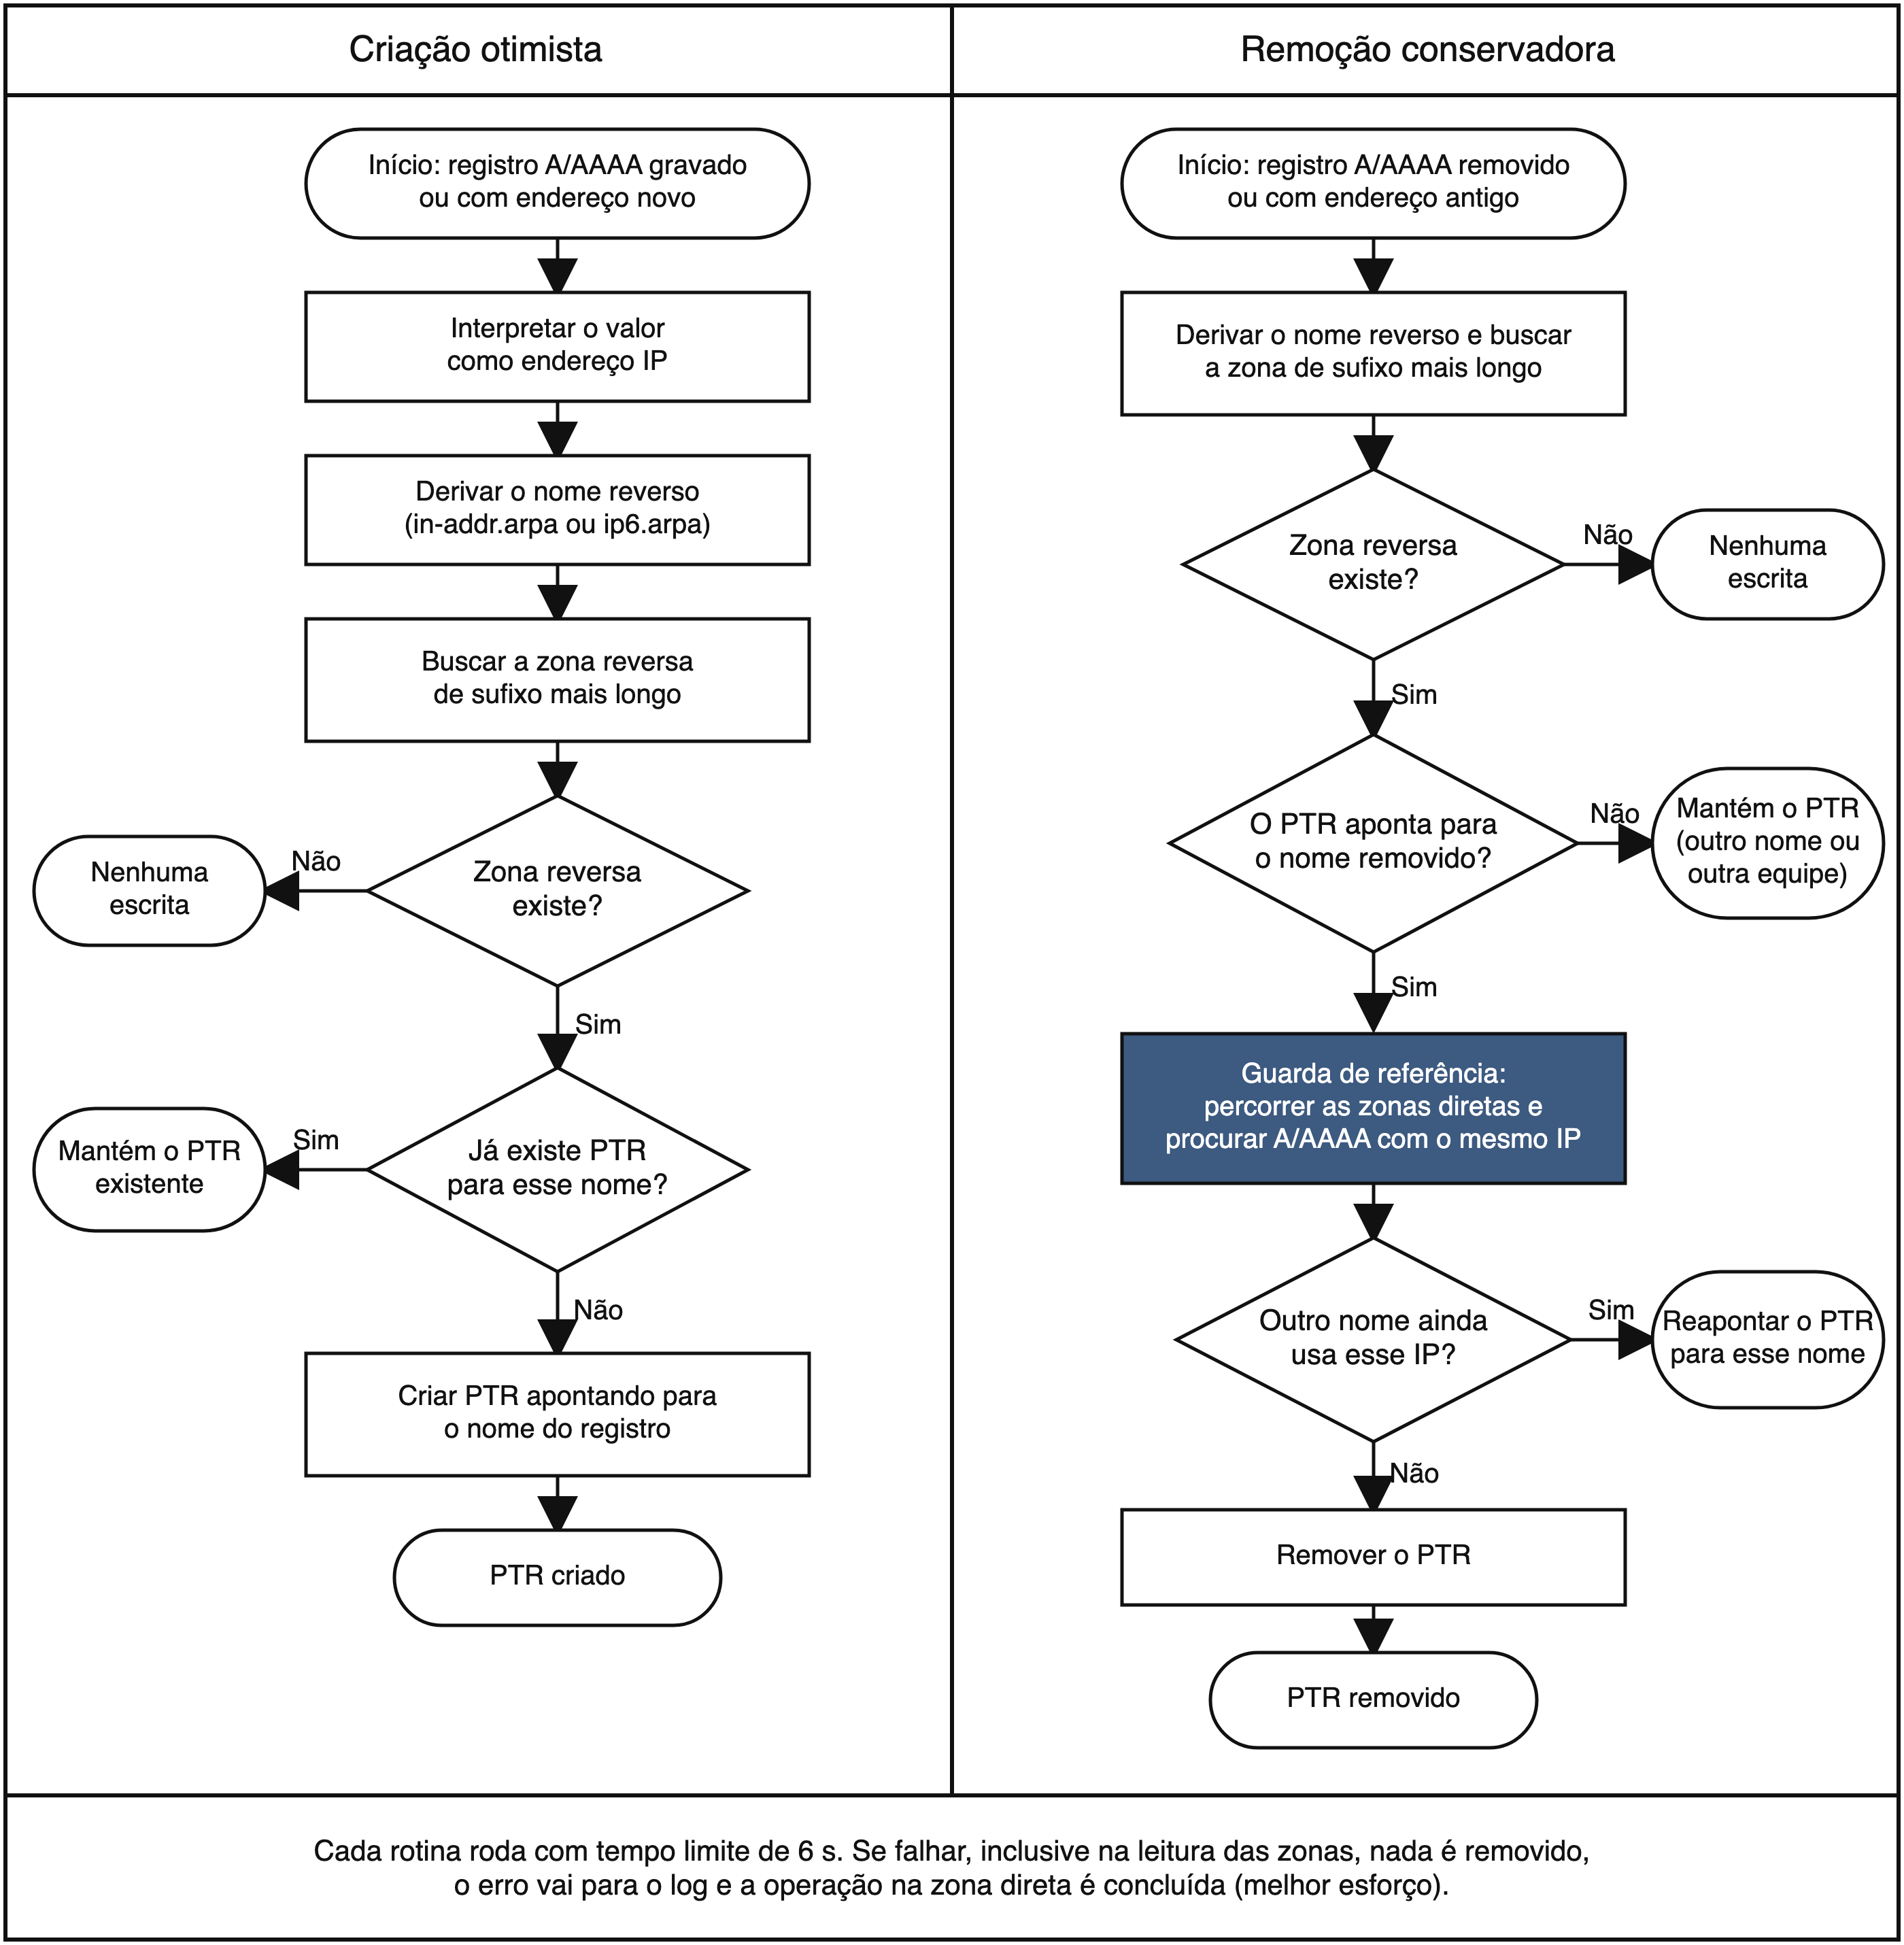 Criação otimista
Início: registro A/AAAA gravado
ou com endereço novo
Interpretar o valor
como endereço IP
Derivar o nome reverso
(in-addr.arpa ou ip6.arpa)
Buscar a zona reversa
de sufixo mais longo
Zona reversa
existe?
Não
Nenhuma
escrita
Sim
Já existe PTR
para esse nome?
Sim
Mantém o PTR
existente
Não
Criar PTR apontando para
o nome do registro
PTR criado
Remoção conservadora
Início: registro A/AAAA removido
ou com endereço antigo
Derivar o nome reverso e buscar
a zona de sufixo mais longo
Zona reversa
existe?
Não
Nenhuma
escrita
Sim
O PTR aponta para
o nome removido?
Não
Mantém o PTR
(outro nome ou
outra equipe)
Sim
Guarda de referência:
percorrer as zonas diretas e
procurar A/AAAA com o mesmo IP
Outro nome ainda
usa esse IP?
Sim
Reapontar o PTR
para esse nome
Não
Remover o PTR
PTR removido
Cada rotina roda com tempo limite de 6 s. Se falhar, inclusive na leitura das zonas, nada é removido,
o erro vai para o log e a operação na zona direta é concluída (melhor esforço).